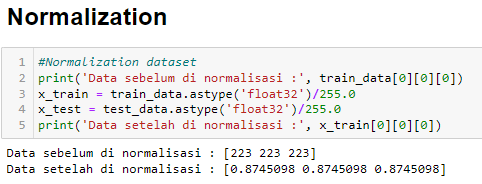 Normalization
1 #Normalization dataset
2 print('Data sebelum di normalisasi :', train_data[0][0][0])
3 x_train = train_data.astype('float32')/255.0
4 x_test = test_data.astype('float32')/255.0
5 print('Data setelah di normalisasi :', x_train[0][0][0])
Data sebelum di normalisasi : [223 223 223]
Data setelah di normalisasi : [0.8745098 0.8745098 0.8745098]